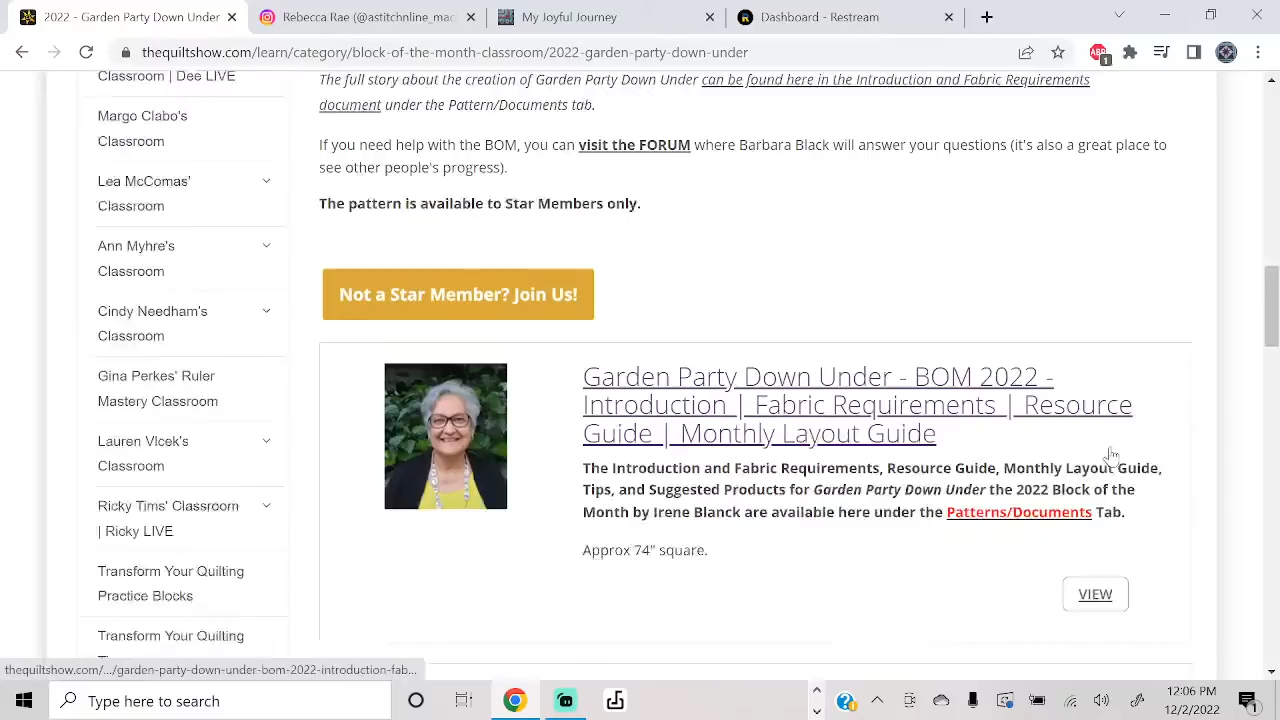 2022 - Garden Party Down Under
Rebecca Rae (@astitchnline_mac
My Joyful Journey
Dashboard - Restream
thequiltshow.com/learn/category/block-of-the-month-classroom/2022-garden-party-down-under
1
Classroom | Dee LIVE
Margo Clabo's
Classroom
Lea McComas'
Classroom
Ann Myhre's
Classroom
Cindy Needham's
Classroom
Gina Perkes' Ruler
Mastery Classroom
Lauren Vlcek's
Classroom
Ricky Tims' Classroom
| Ricky LIVE
Transform Your Quilting
Practice Blocks
Transform Your Quilting
The full story about the creation of Garden Party Down Under can be found here in the Introduction and Fabric Requirements
document under the Pattern/Documents tab.
If you need help with the BOM, you can visit the FORUM where Barbara Black will answer your questions (it's also a great place to
see other people's progress).
The pattern is available to Star Members only.
Not a Star Member? Join Us!
Garden Party Down Under - BOM 2022 -
Introduction | Fabric Requirements | Resource
Guide | Monthly Layout Guide
The Introduction and Fabric Requirements, Resource Guide, Monthly Layout Guide,
Tips, and Suggested Products for Garden Party Down Under the 2022 Block of the
Month by Irene Blanck are available here under the Patterns/Documents Tab.
Approx 74" square.
VIEW
thequiltshow.com/.../garden-party-down-under-bom-2022-introduction-fab...
Type here to search
12:06 PM
12/2/2022
1